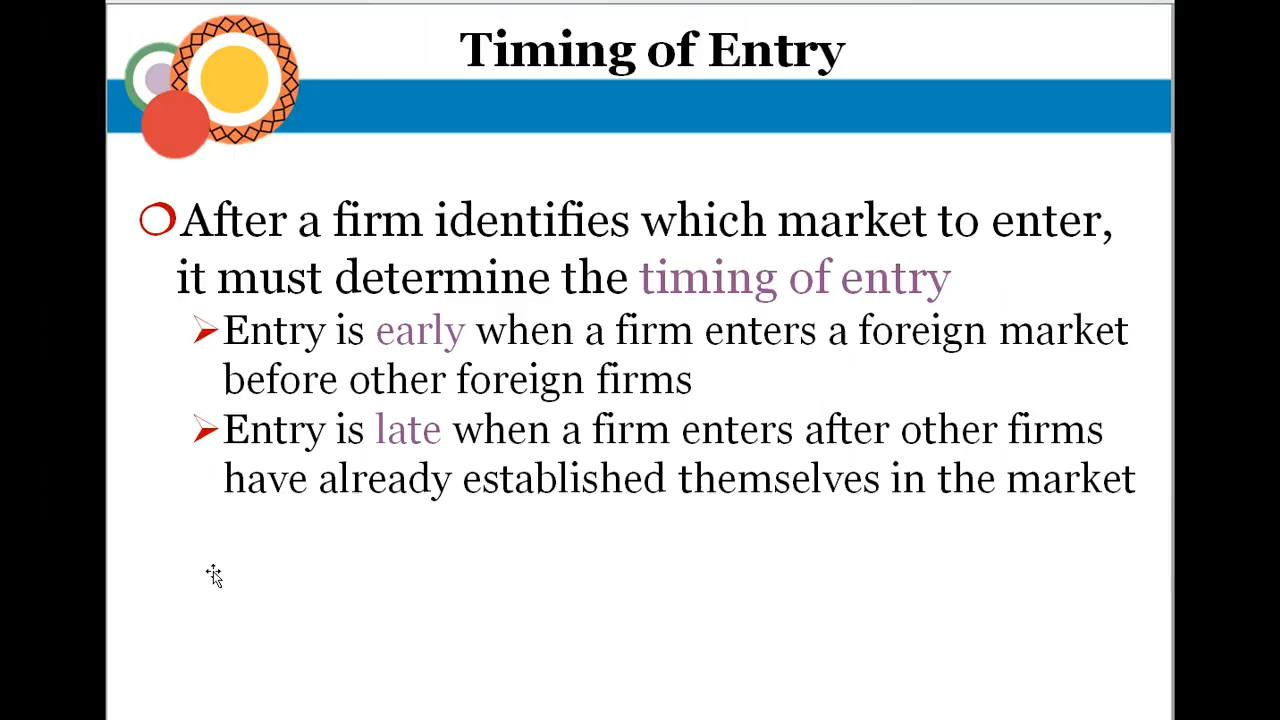 Timing of Entry
After a firm identifies which market to enter,
it must determine the timing of entry
Entry is early when a firm enters a foreign market
before other foreign firms
Entry is late when a firm enters after other firms
have already established themselves in the market